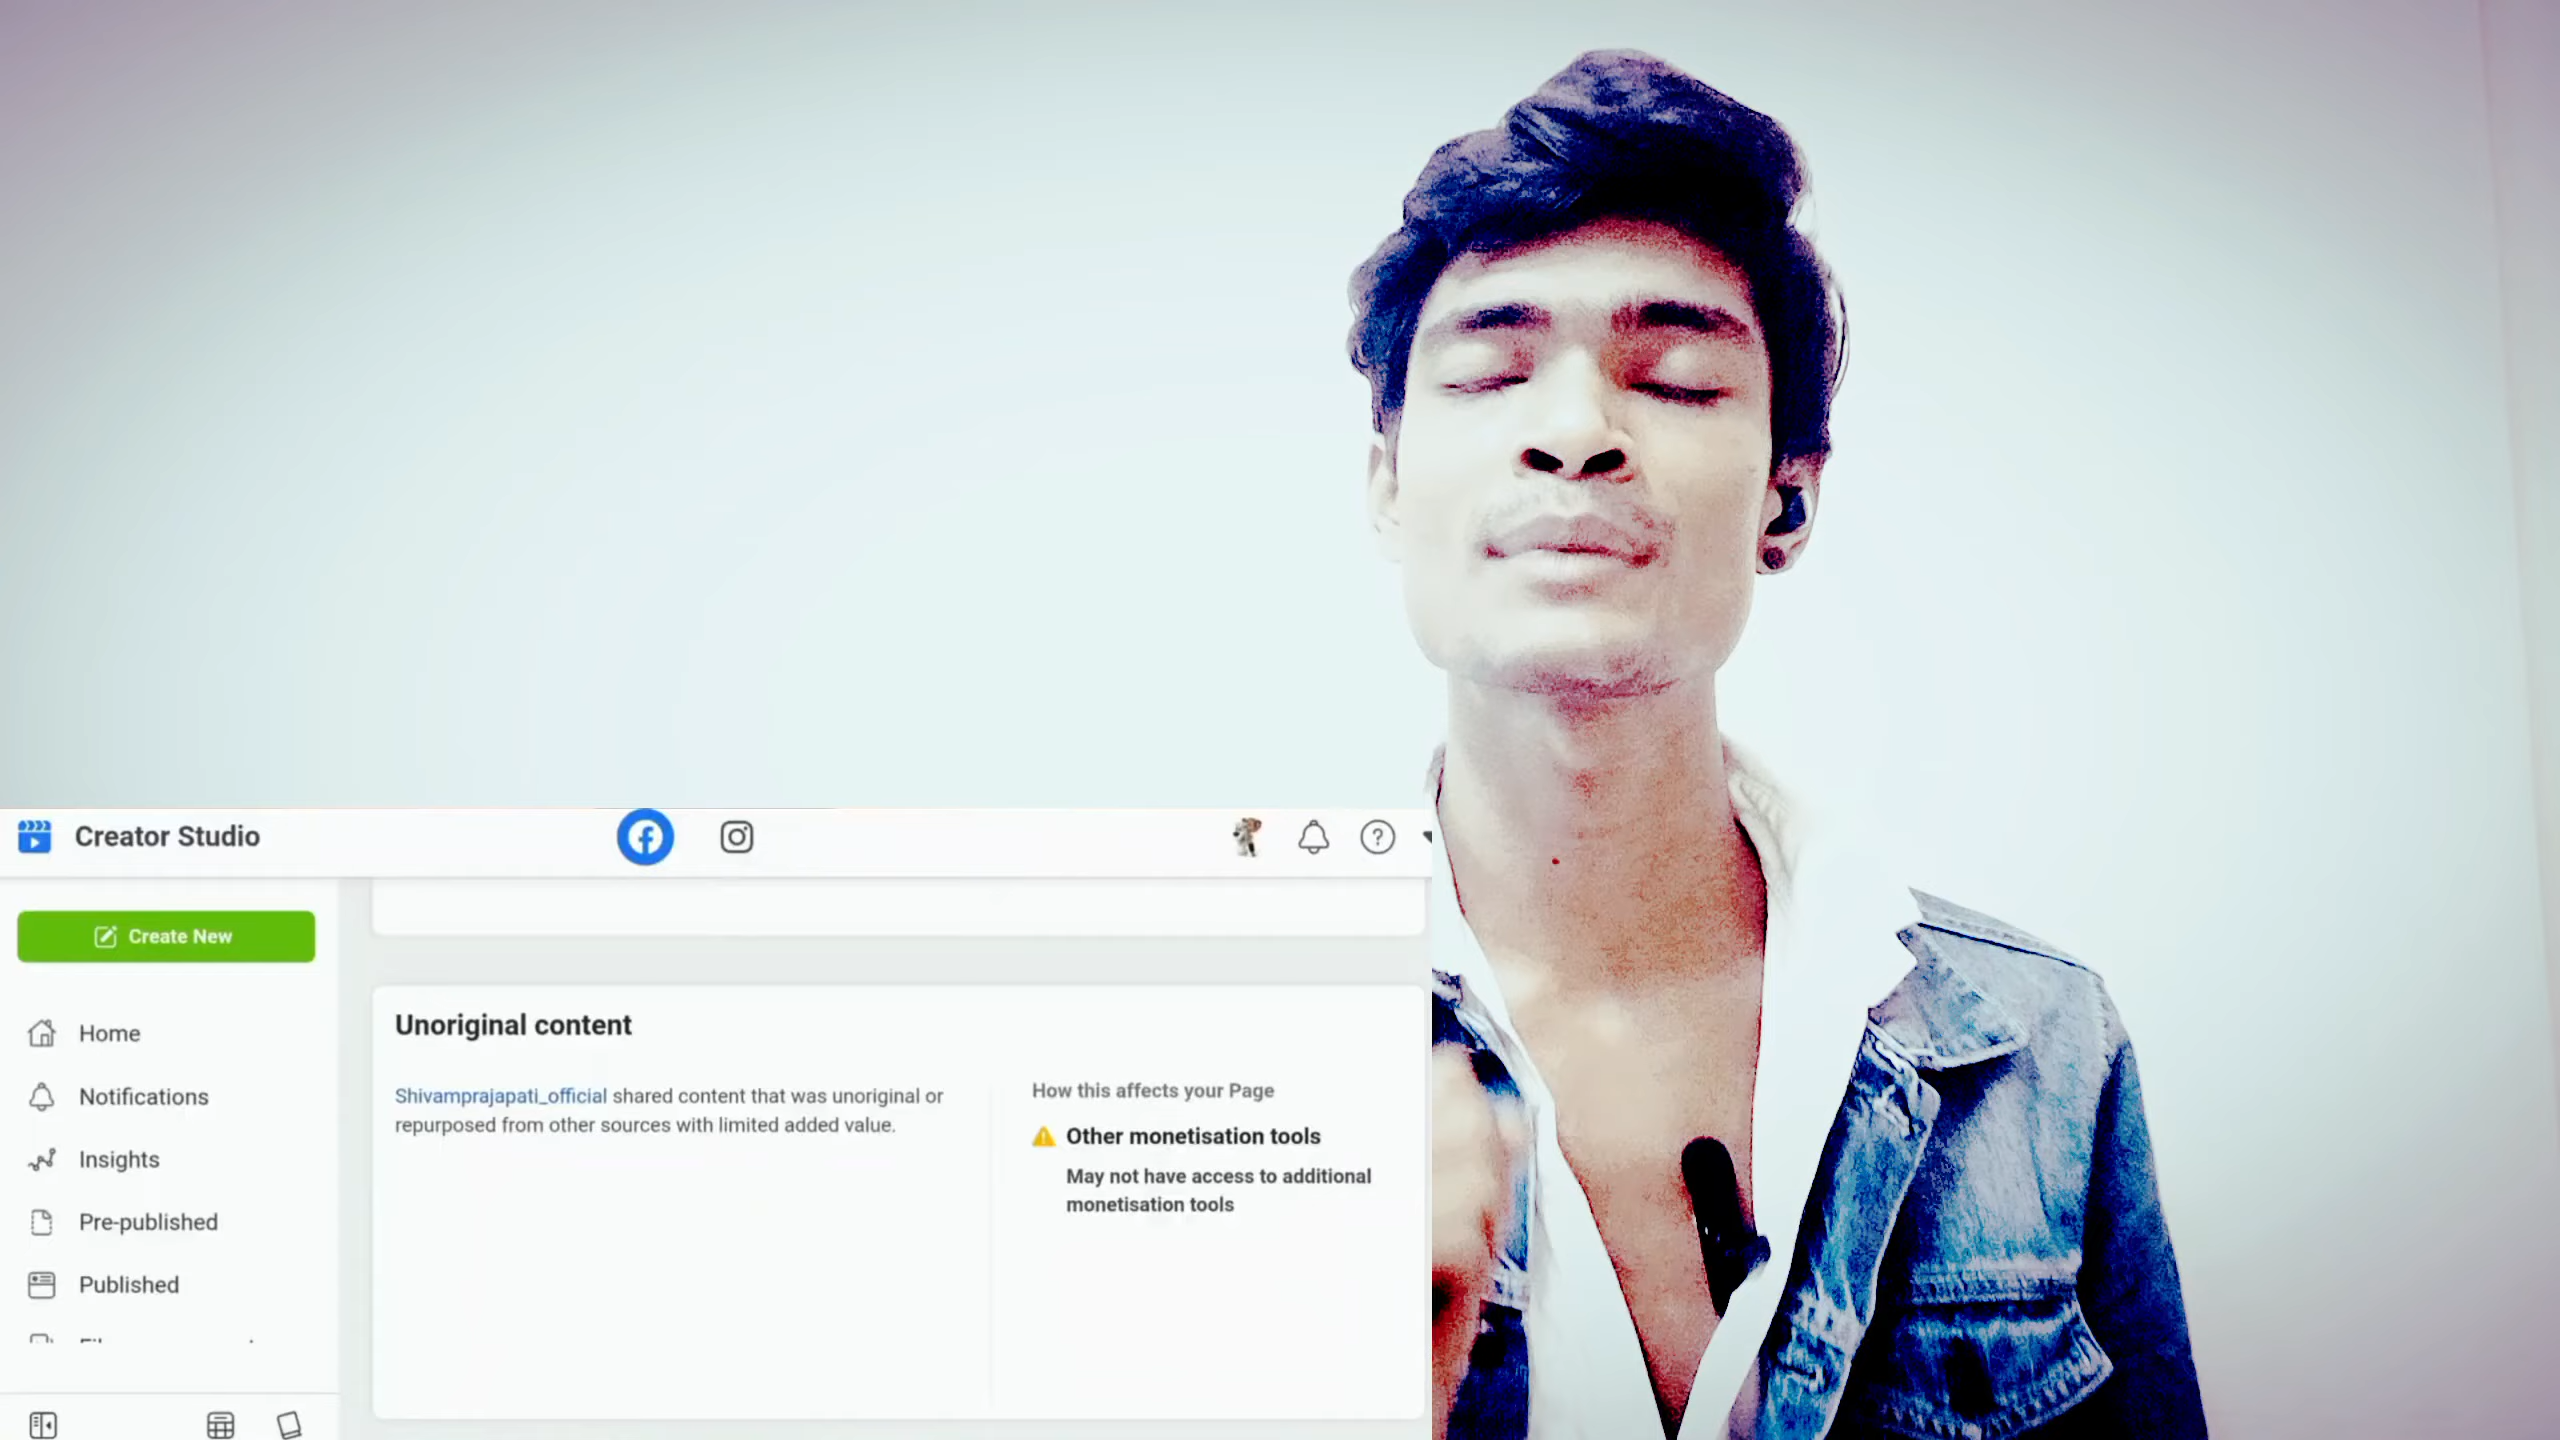 Creator Studio
Create New
Home
Notifications
Insights
Pre-published
Published
Unoriginal content
Shivamprajapati_official shared content that was unoriginal or
repurposed from other sources with limited added value.
How this affects your Page
Other monetisation tools
May not have access to additional
monetisation tools